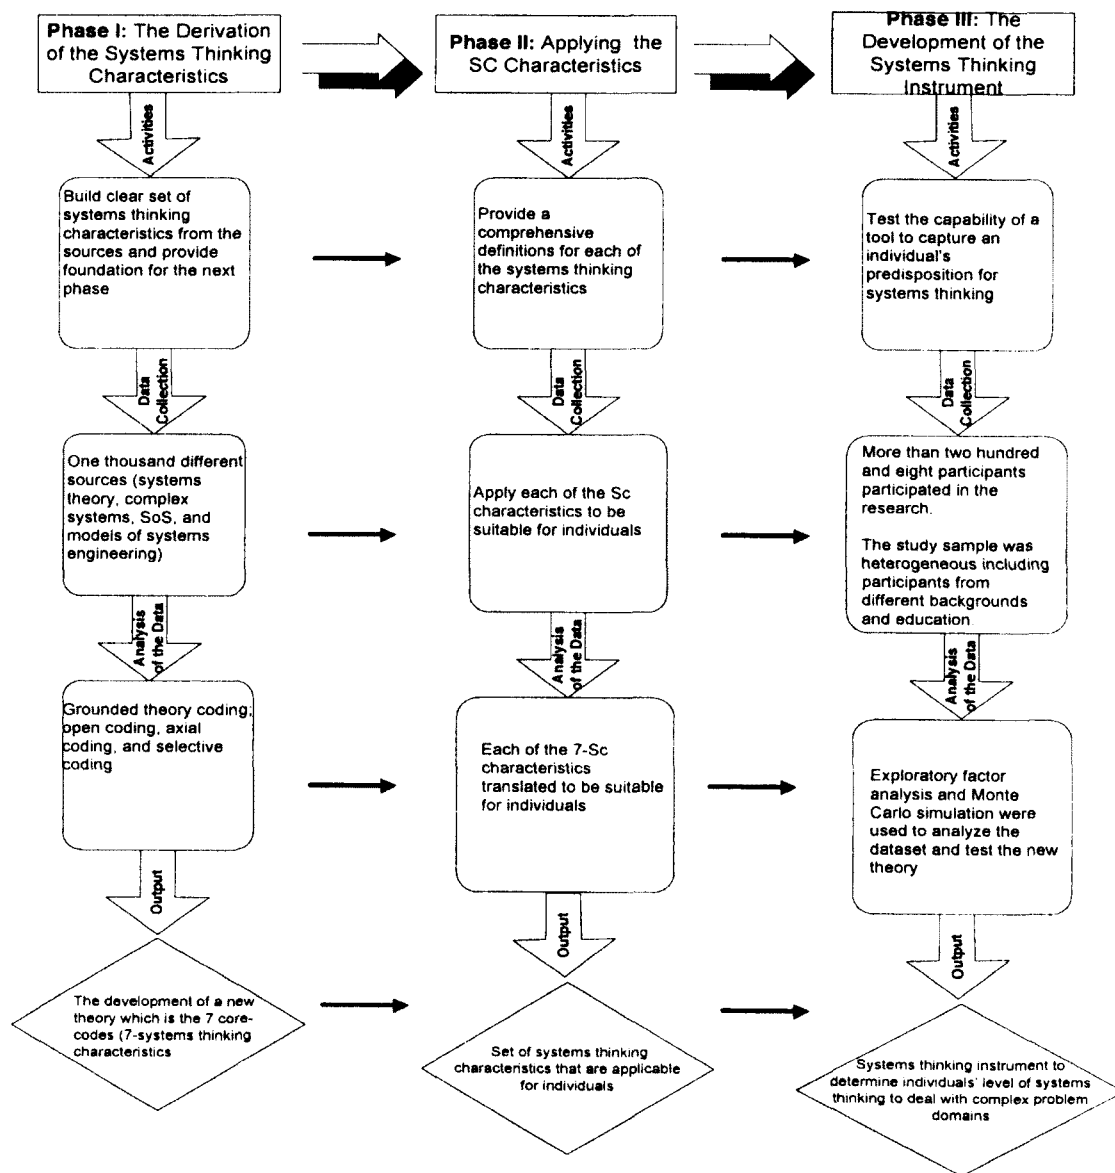 Phase I: The Derivation
of the Systems Thinking
Characteristics
Phase II: Applying the
SC Characteristics
Phase III: The
Development of the
Systems Thinking
Instrument
Activities
Activities
Activities
Build clear set of
systems thinking
characteristics from the
sources and provide
foundation for the next
phase
Provide a
comprehensive
definitions for each of
the systems thinking
characteristics
Test the capability of a
tool to capture an
individual's
predisposition for
systems thinking
Data
Collection
Data
Collection
Data
Collection
One thousand different
sources (systems
theory, complex
systems, SoS, and
models of systems
engineering)
Apply each of the Sc
characteristics to be
suitable for individuals
More than two hundred
and eight participants
participated in the
research.
The study sample was
heterogeneous including
participants from
different backgrounds
and education.
Analysis
of the Data
Analysis
of the Data
Analysis
of the Data
Grounded theory coding;
open coding, axial
coding, and selective
coding
Each of the 7-Sc
characteristics
translated to be suitable
for individuals
Exploratory factor
analysis and Monte
Carlo simulation were
used to analyze the
dataset and test the new
theory
Output
Output
Output
The development of a new
theory which is the 7 core-
codes (7-systems thinking
characteristics
Set of systems thinking
characteristics that are applicable
for individuals
Systems thinking instrument to
determine individuals' level of systems
thinking to deal with complex problem
domains